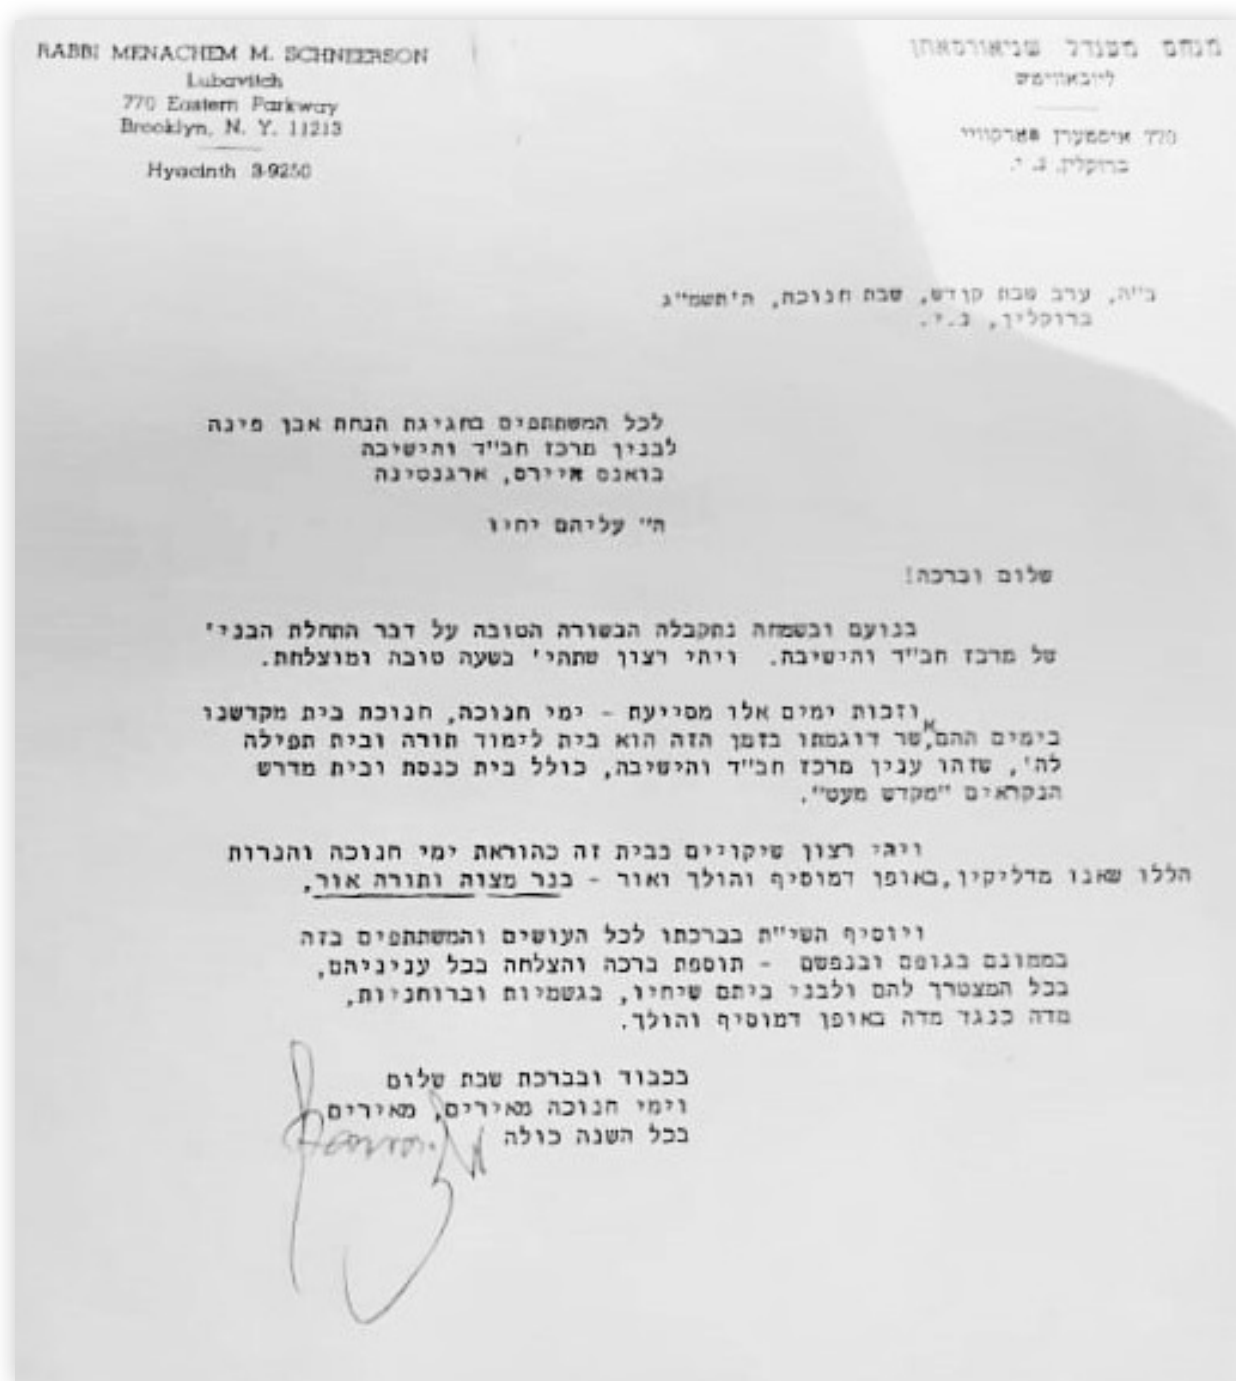 RABBI MENACHEM M. SCHNEERSON
Lubavitch
770 Eastern Parkway
Brooklyn, N. Y. 11213
Hyacinth 3-9250
מנחם מענדל שניאורסאהן
ליובאוויטש
770 איסטערן פארקוויי
ברוקלין, נ. י.
ב"ה, ערב שבת קודש, שבת חנוכה, ה'תשמ"ג
ברוקלין, נ.י.
לכל המשתתפים בחגיגת הנחת אבן פינה
לבנין מרכז חב"ד והישיבה
בואנס איירס, ארגנטינה
ה" עליהם יחיו
שלום וברכה!
בנועם ובשמחה נתקבלה הבשורה הטובה על דבר התחלת הבני'
של מרכז חב"ד והישיבה. ויהי רצון שתהי' בשעה טובה ומוצלחת.
וזכות ימים אלו מסייעת - ימי חנוכה, חנוכת בית מקדשנו
בימים ההם, אשר דוגמתו בזמן הזה הוא בית לימוד תורה ובית תפילה
לה', שזהו ענין מרכז חב"ד והישיבה, כולל בית כנסת ובית מדרש
הנקראים "מקדש מעט".
ויהי רצון שיקויים בבית זה כהוראת ימי חנוכה והנרות
הללו שאנו מדליקין, באופן דמוסיף והולך ואור - בנר מצוה ותורה אור.
ויוסיף השי"ת בברכתו לכל העושים והמשתתפים בזה
בממונם בגופם ובנפשם - תוספת ברכה והצלחה בכל עניניהם,
בכל המצטרך להם ולבני ביתם שיחיו, בגשמיות וברוחניות,
מדה כנגד מדה באופן דמוסיף והולך.
בכבוד ובברכת שבת שלום
וימי חנוכה מאירים, מאירים
בכל השנה כולה